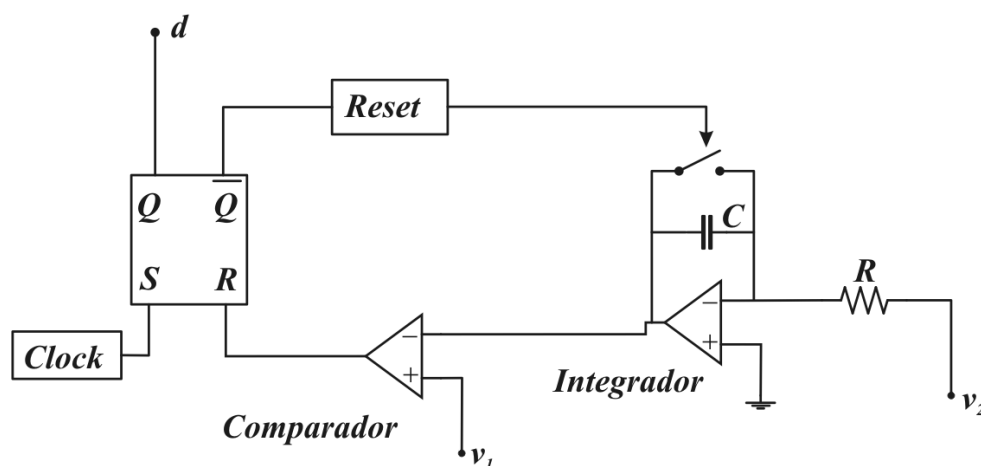 d
Reset
Q Q̅
S R
C
R
Clock
−
+
−
+
Integrador
Comparador
v₁
v₂